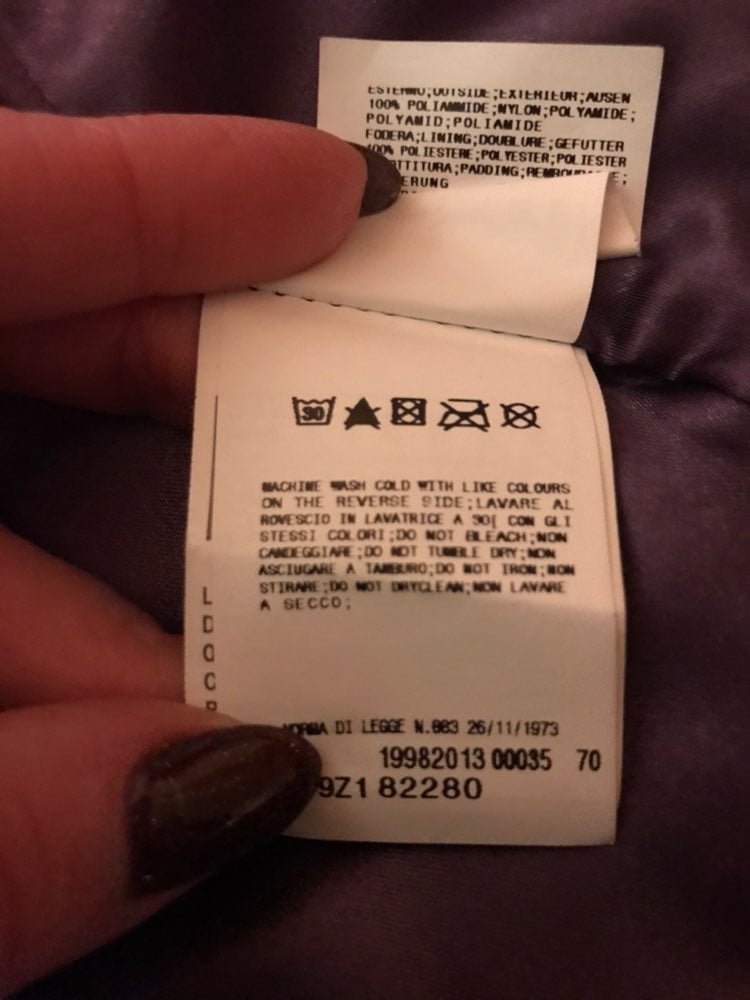 ESTERNO;OUTSIDE;EXTERIEUR;AUSEN
100% POLIAMMIDE;NYLON;POLYAMIDE;
POLYAMID;POLIAMIDE
FODERA;LINING;DOUBLURE;GEFUTTER
100% POLIESTERE;POLYESTER;POLIESTER
OTTITURA;PADDING;
ERUNG
30
MACHINE WASH COLD WITH LIKE COLOURS
ON THE REVERSE SIDE;LAVARE AL
ROVESCIO IN LAVATRICE A 30[ CON GLI
STESSI COLORI;DO NOT BLEACH;NON
CANDEGGIARE;DO NOT TUMBLE DRY;NON
ASCIUGARE A TAMBURO;DO NOT IRON;NON
STIRARE;DO NOT DRYCLEAN;NON LAVARE
A SECCO;
L
D
O
C
NORMA DI LEGGE N.883 26/11/1973
19982013 00035 70
9Z1 82280